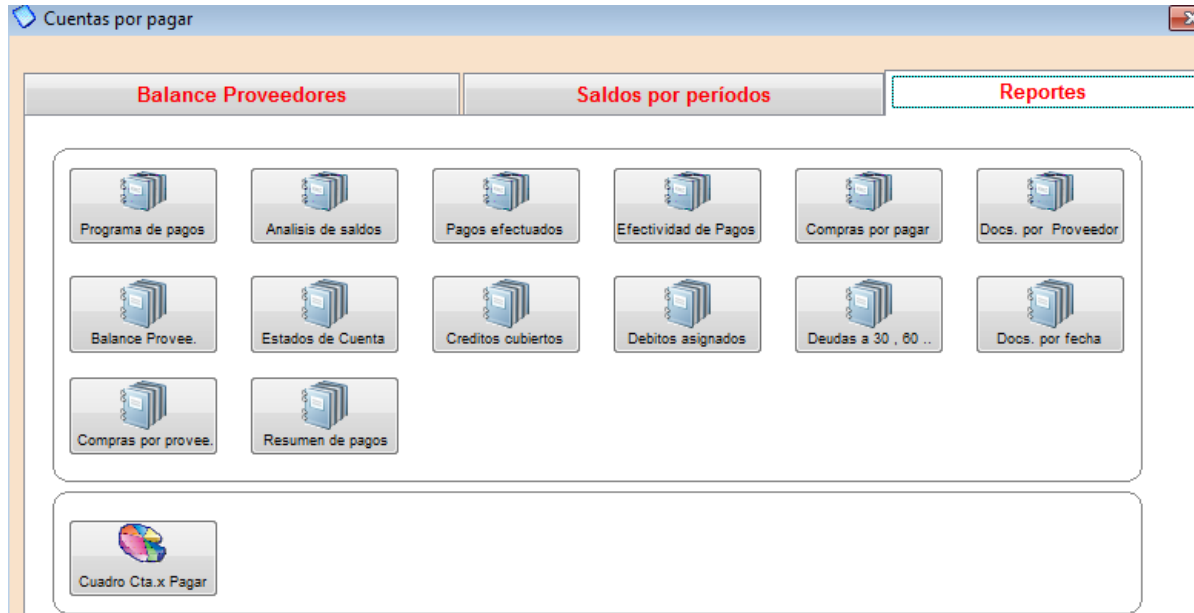 Cuentas por pagar
Balance Proveedores
Saldos por períodos
Reportes
Programa de pagos
Analisis de saldos
Pagos efectuados
Efectividad de Pagos
Compras por pagar
Docs. por Proveedor
Balance Provee.
Estados de Cuenta
Creditos cubiertos
Debitos asignados
Deudas a 30 , 60 ..
Docs. por fecha
Compras por provee.
Resumen de pagos
Cuadro Cta.x Pagar